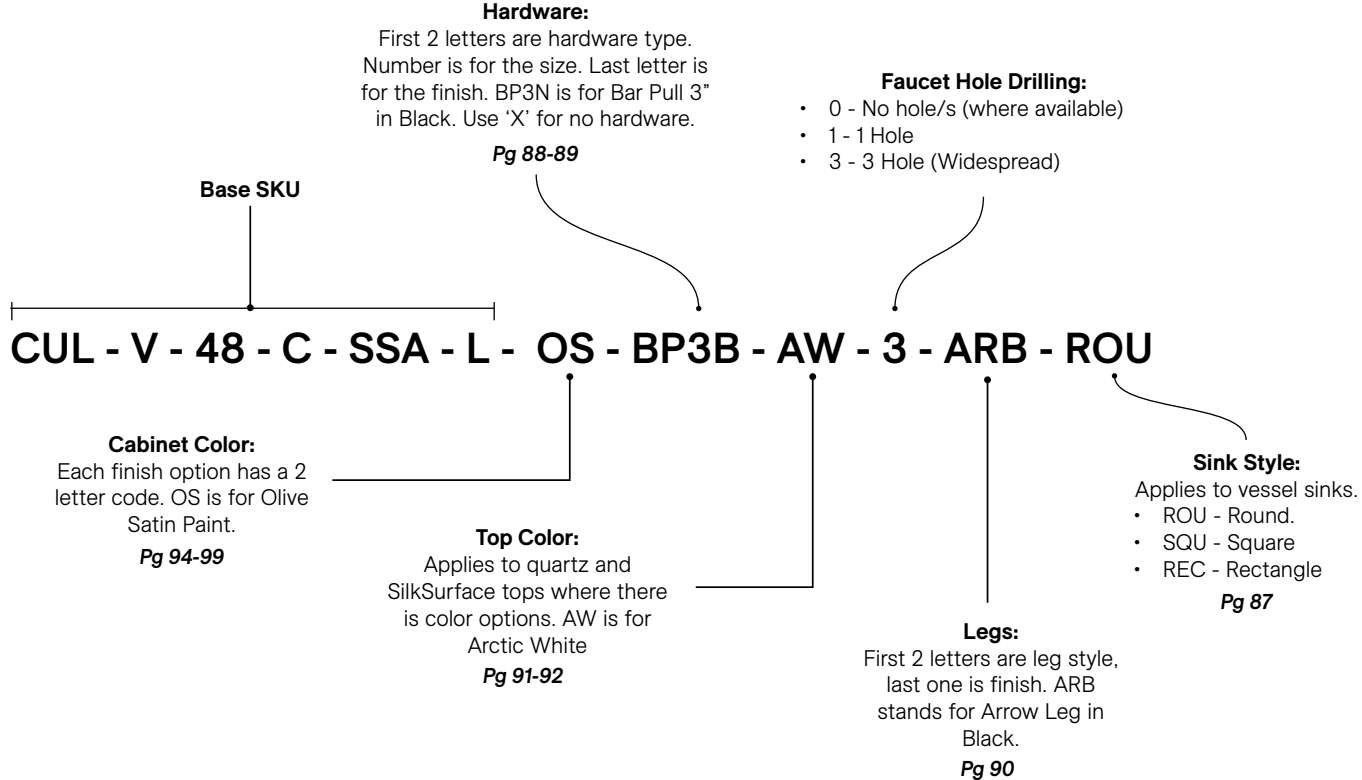 Hardware:
First 2 letters are hardware type.
Number is for the size. Last letter is
for the finish. BP3N is for Bar Pull 3”
in Black. Use ‘X’ for no hardware.
Pg 88-89
Faucet Hole Drilling:
• 0 - No hole/s (where available)
• 1 - 1 Hole
• 3 - 3 Hole (Widespread)
Base SKU
CUL - V - 48 - C - SSA - L - OS - BP3B - AW - 3 - ARB - ROU
Cabinet Color:
Each finish option has a 2
letter code. OS is for Olive
Satin Paint.
Pg 94-99
Top Color:
Applies to quartz and
SilkSurface tops where there
is color options. AW is for
Arctic White
Pg 91-92
Legs:
First 2 letters are leg style,
last one is finish. ARB
stands for Arrow Leg in
Black.
Pg 90
Sink Style:
Applies to vessel sinks.
• ROU - Round.
• SQU - Square
• REC - Rectangle
Pg 87